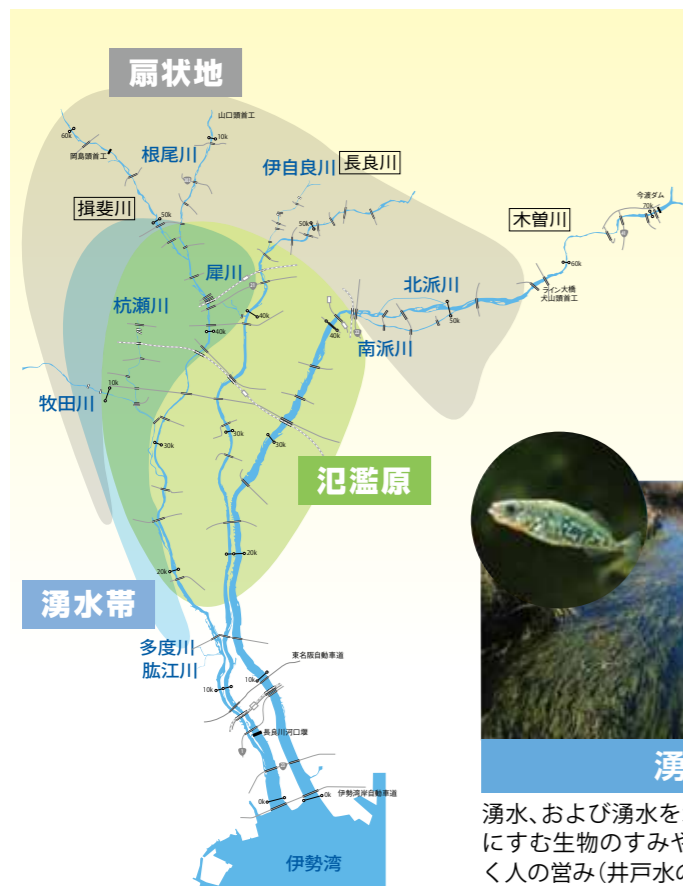 扇状地
山口頭首工
60k
10k
岡島頭首工
根尾川
伊自良川
長良川
今渡ダム
70k
揖斐川
50k
50k
木曽川
60k
犀川
北派川
ライン大橋
犬山頭首工
杭瀬川
40k
40k
40k
50k
南派川
10k
牧田川
30k
30k
30k
氾濫原
20k
20k
湧水帯
多度川
肱江川
東名阪自動車道
10k
10k
長良川河口堰
湧
0k
0k
伊勢湾岸自動車道
湧水、および湧水を
にすむ生物のすみや
く人の営み（井戸水の
伊勢湾